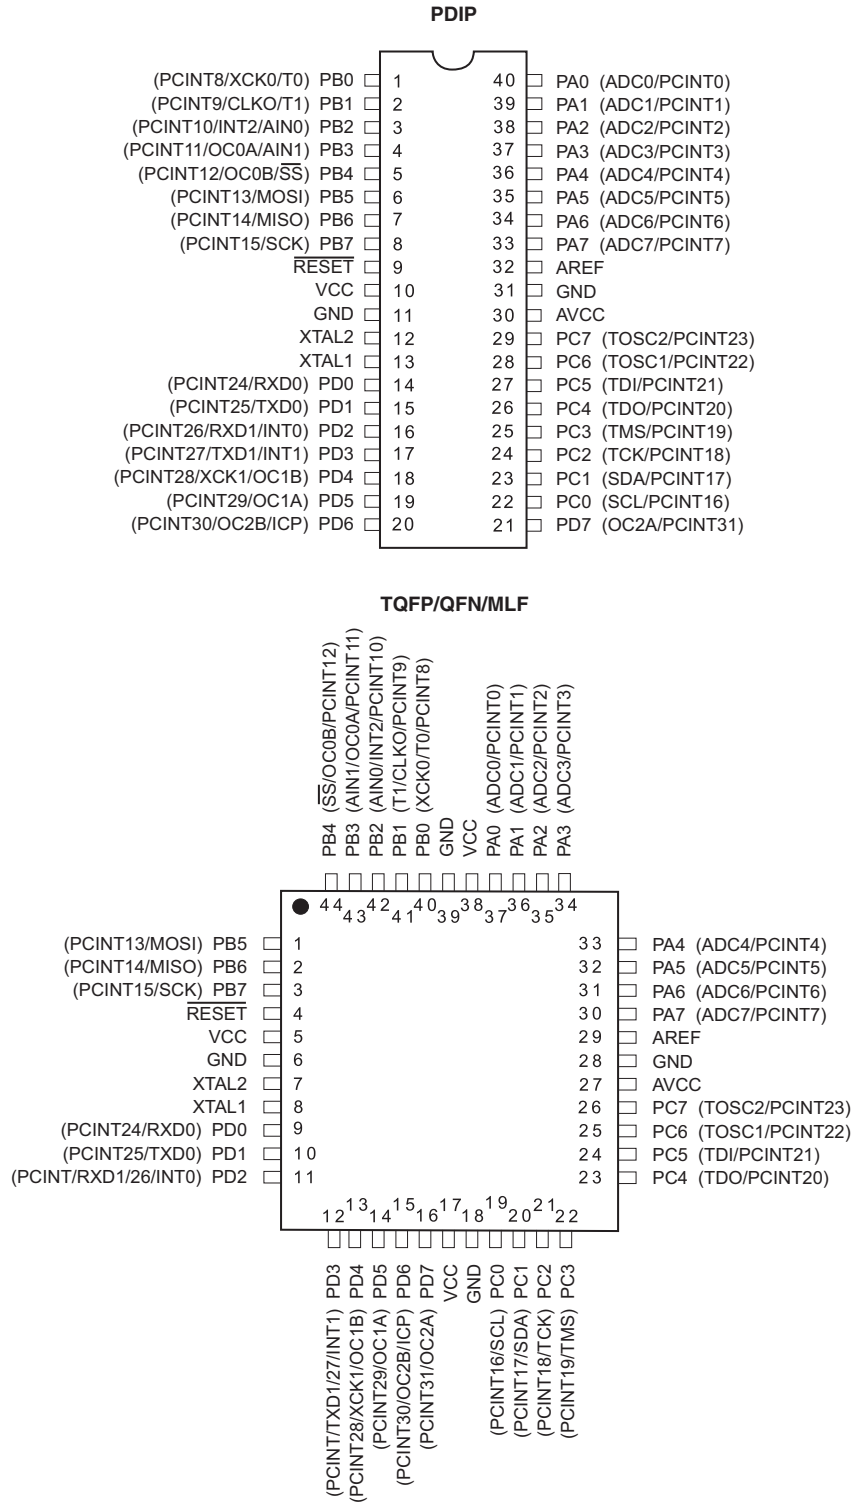 PDIP
(PCINT8/XCK0/T0) PB0 1 40 PA0 (ADC0/PCINT0)
(PCINT9/CLKO/T1) PB1 2 39 PA1 (ADC1/PCINT1)
(PCINT10/INT2/AIN0) PB2 3 38 PA2 (ADC2/PCINT2)
(PCINT11/OC0A/AIN1) PB3 4 37 PA3 (ADC3/PCINT3)
(PCINT12/OC0B/SS) PB4 5 36 PA4 (ADC4/PCINT4)
(PCINT13/MOSI) PB5 6 35 PA5 (ADC5/PCINT5)
(PCINT14/MISO) PB6 7 34 PA6 (ADC6/PCINT6)
(PCINT15/SCK) PB7 8 33 PA7 (ADC7/PCINT7)
RESET 9 32 AREF
VCC 10 31 GND
GND 11 30 AVCC
XTAL2 12 29 PC7 (TOSC2/PCINT23)
XTAL1 13 28 PC6 (TOSC1/PCINT22)
(PCINT24/RXD0) PD0 14 27 PC5 (TDI/PCINT21)
(PCINT25/TXD0) PD1 15 26 PC4 (TDO/PCINT20)
(PCINT26/RXD1/INT0) PD2 16 25 PC3 (TMS/PCINT19)
(PCINT27/TXD1/INT1) PD3 17 24 PC2 (TCK/PCINT18)
(PCINT28/XCK1/OC1B) PD4 18 23 PC1 (SDA/PCINT17)
(PCINT29/OC1A) PD5 19 22 PC0 (SCL/PCINT16)
(PCINT30/OC2B/ICP) PD6 20 21 PD7 (OC2A/PCINT31)
TQFP/QFN/MLF
PB4 (SS/OC0B/PCINT12)
PB3 (AIN1/OC0A/PCINT11)
PB2 (AIN0/INT2/PCINT10)
PB1 (T1/CLKO/PCINT9)
PB0 (XCK0/T0/PCINT8)
GND
VCC
PA0 (ADC0/PCINT0)
PA1 (ADC1/PCINT1)
PA2 (ADC2/PCINT2)
PA3 (ADC3/PCINT3)
44 43 42 41 40 39 38 37 36 35 34
(PCINT13/MOSI) PB5 1 33 PA4 (ADC4/PCINT4)
(PCINT14/MISO) PB6 2 32 PA5 (ADC5/PCINT5)
(PCINT15/SCK) PB7 3 31 PA6 (ADC6/PCINT6)
RESET 4 30 PA7 (ADC7/PCINT7)
VCC 5 29 AREF
GND 6 28 GND
XTAL2 7 27 AVCC
XTAL1 8 26 PC7 (TOSC2/PCINT23)
(PCINT24/RXD0) PD0 9 25 PC6 (TOSC1/PCINT22)
(PCINT25/TXD0) PD1 10 24 PC5 (TDI/PCINT21)
(PCINT/RXD1/26/INT0) PD2 11 23 PC4 (TDO/PCINT20)
12 13 14 15 16 17 18 19 20 21 22
(PCINT/TXD1/27/INT1) PD3
(PCINT28/XCK1/OC1B) PD4
(PCINT29/OC1A) PD5
(PCINT30/OC2B/ICP) PD6
(PCINT31/OC2A) PD7
VCC
GND
(PCINT16/SCL) PC0
(PCINT17/SDA) PC1
(PCINT18/TCK) PC2
(PCINT19/TMS) PC3